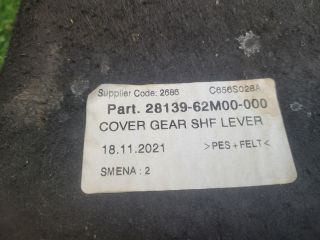 Supplier Code: 2686 C656S028A
Part. 28139-62M00-000
COVER GEAR SHF LEVER
18.11.2021 >PES+FELT<
SMENA : 2